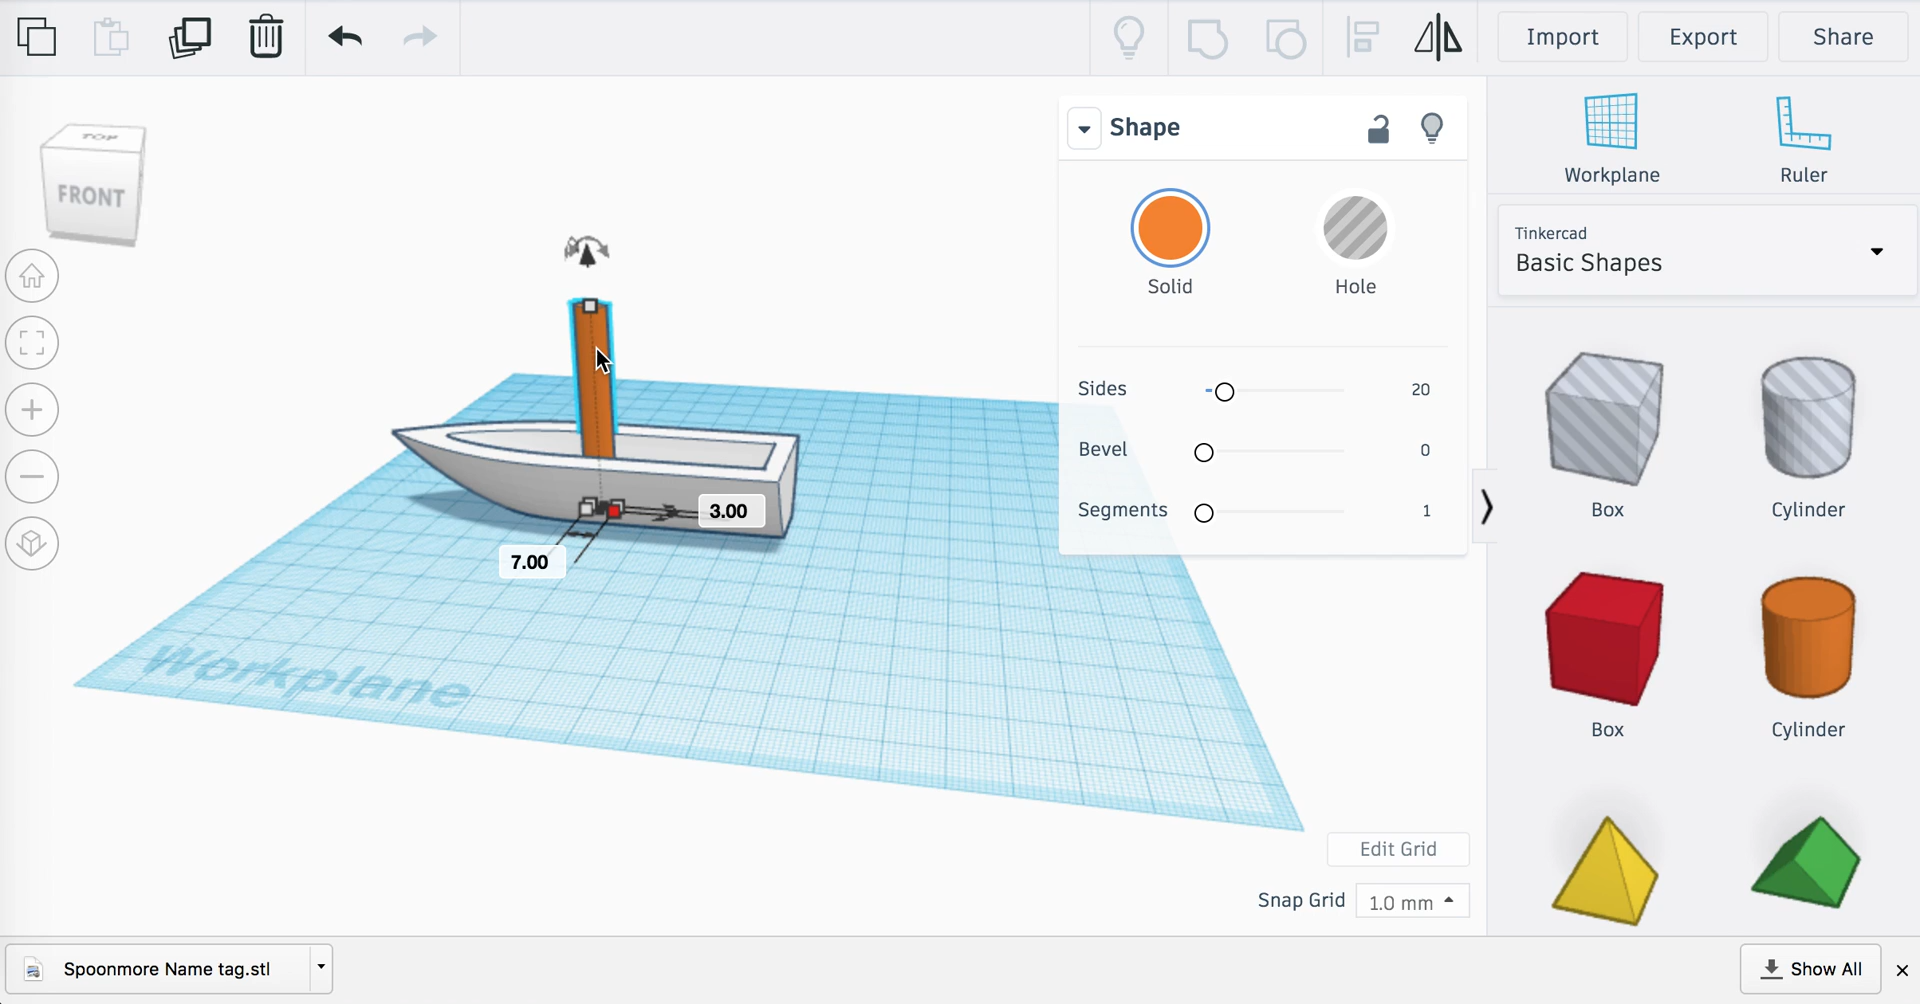 Import
Export
Share
TOP
FRONT
Shape
Solid
Hole
Sides
20
Bevel
0
Segments
1
Workplane
Ruler
Tinkercad
Basic Shapes
Box
Cylinder
Box
Cylinder
3.00
7.00
Workplane
Edit Grid
Snap Grid
1.0 mm
Spoonmore Name tag.stl
Show All